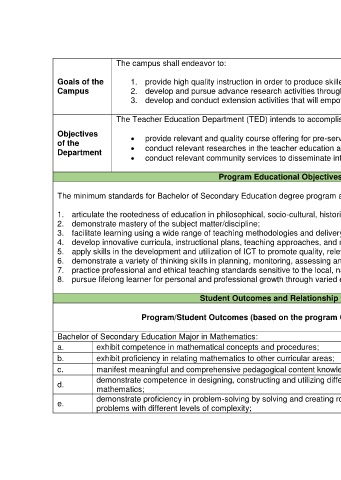 The campus shall endeavor to:
Goals of the Campus
1. provide high quality instruction in order to produce skille
2. develop and pursue advance research activities throug
3. develop and conduct extension activities that will empo
The Teacher Education Department (TED) intends to accomplis
Objectives of the Department
• provide relevant and quality course offering for pre-serv
• conduct relevant researches in the teacher education a
• conduct relevant community services to disseminate inf
Program Educational Objectives
The minimum standards for Bachelor of Secondary Education degree program a
1. articulate the rootedness of education in philosophical, socio-cultural, histori
2. demonstrate mastery of the subject matter/discipline;
3. facilitate learning using a wide range of teaching methodologies and delivery
4. develop innovative curricula, instructional plans, teaching approaches, and r
5. apply skills in the development and utilization of ICT to promote quality, rele
6. demonstrate a variety of thinking skills in planning, monitoring, assessing an
7. practice professional and ethical teaching standards sensitive to the local, na
8. pursue lifelong learner for personal and professional growth through varied e
Student Outcomes and Relationship
Program/Student Outcomes (based on the program
Bachelor of Secondary Education Major in Mathematics:
a. exhibit competence in mathematical concepts and procedures;
b. exhibit proficiency in relating mathematics to other curricular areas;
c. manifest meaningful and comprehensive pedagogical content knowle
d. demonstrate competence in designing, constructing and utilizing diffe
mathematics;
e. demonstrate proficiency in problem-solving by solving and creating ro
problems with different levels of complexity;